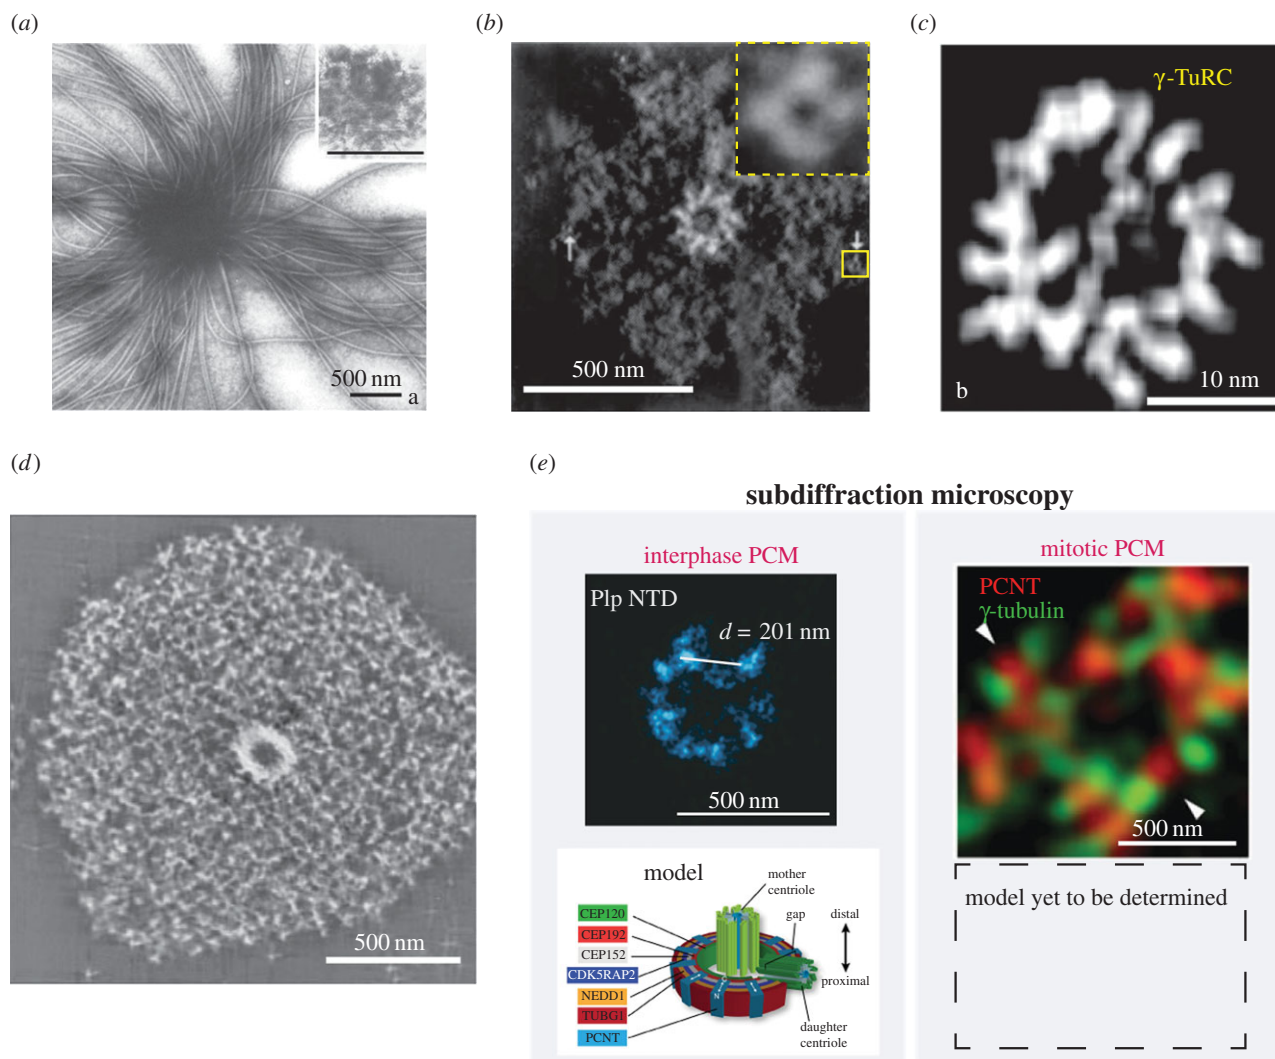 (a)
500 nm
a
(b)
500 nm
(c)
γ-TuRC
b
10 nm
(d)
500 nm
(e)
subdiffraction microscopy
interphase PCM
Plp NTD
d = 201 nm
500 nm
model
CEP120
CEP192
CEP152
CDK5RAP2
NEDD1
TUBG1
PCNT
mother
centriole
gap
distal
proximal
daughter
centriole
N
mitotic PCM
PCNT
γ-tubulin
500 nm
model yet to be determined